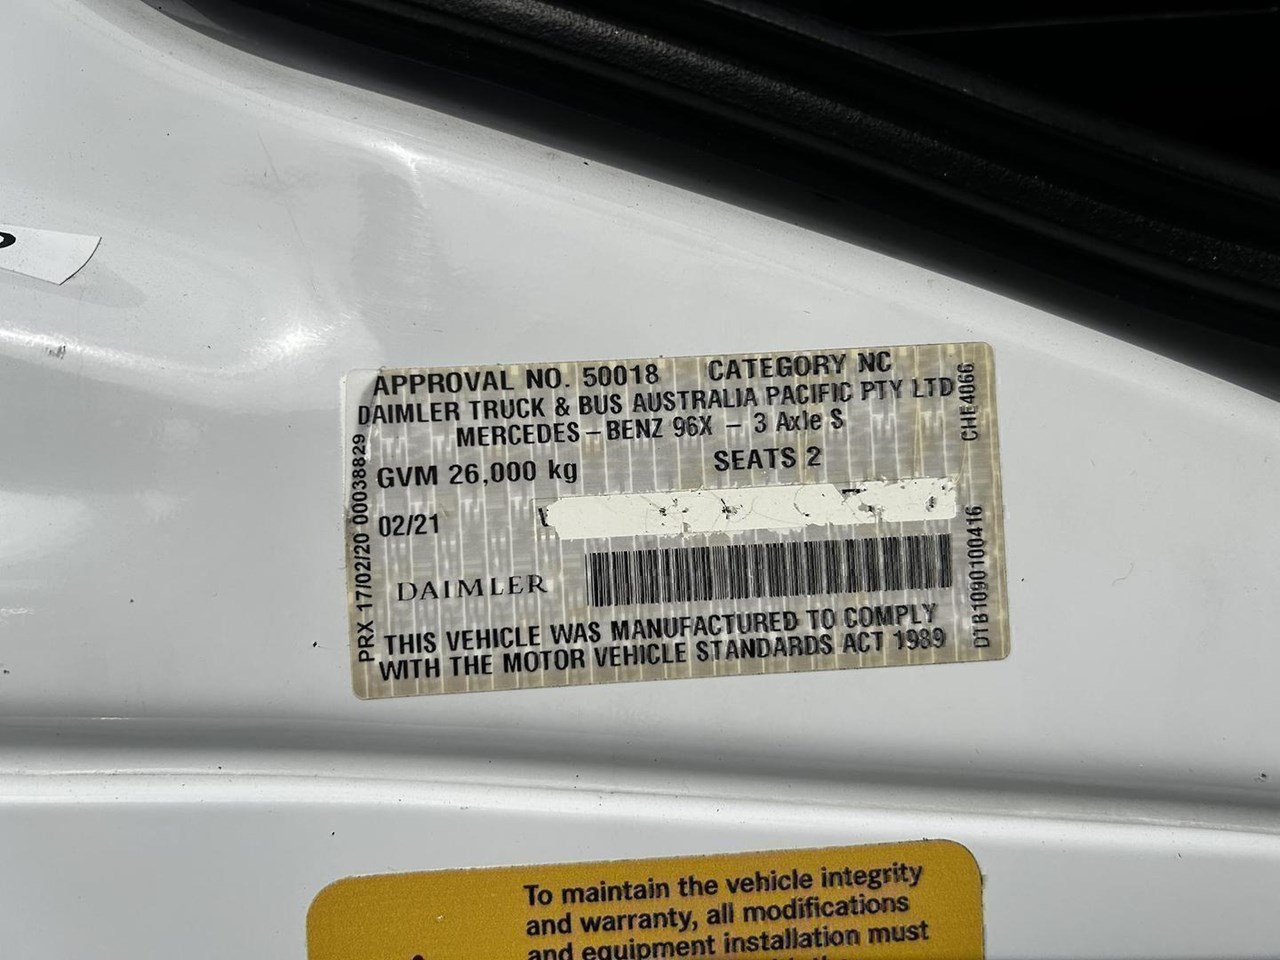 APPROVAL NO. 50018 CATEGORY NC
DAIMLER TRUCK & BUS AUSTRALIA PACIFIC PTY LTD
MERCEDES-BENZ 96X - 3 Axle S
GVM 26,000 kg SEATS 2
02/21
DAIMLER
THIS VEHICLE WAS MANUFACTURED TO COMPLY
WITH THE MOTOR VEHICLE STANDARDS ACT 1989
PRX 17/02/20 00038829
CHE4066
DTB1090100416
To maintain the vehicle integrity
and warranty, all modifications
and equipment installation must